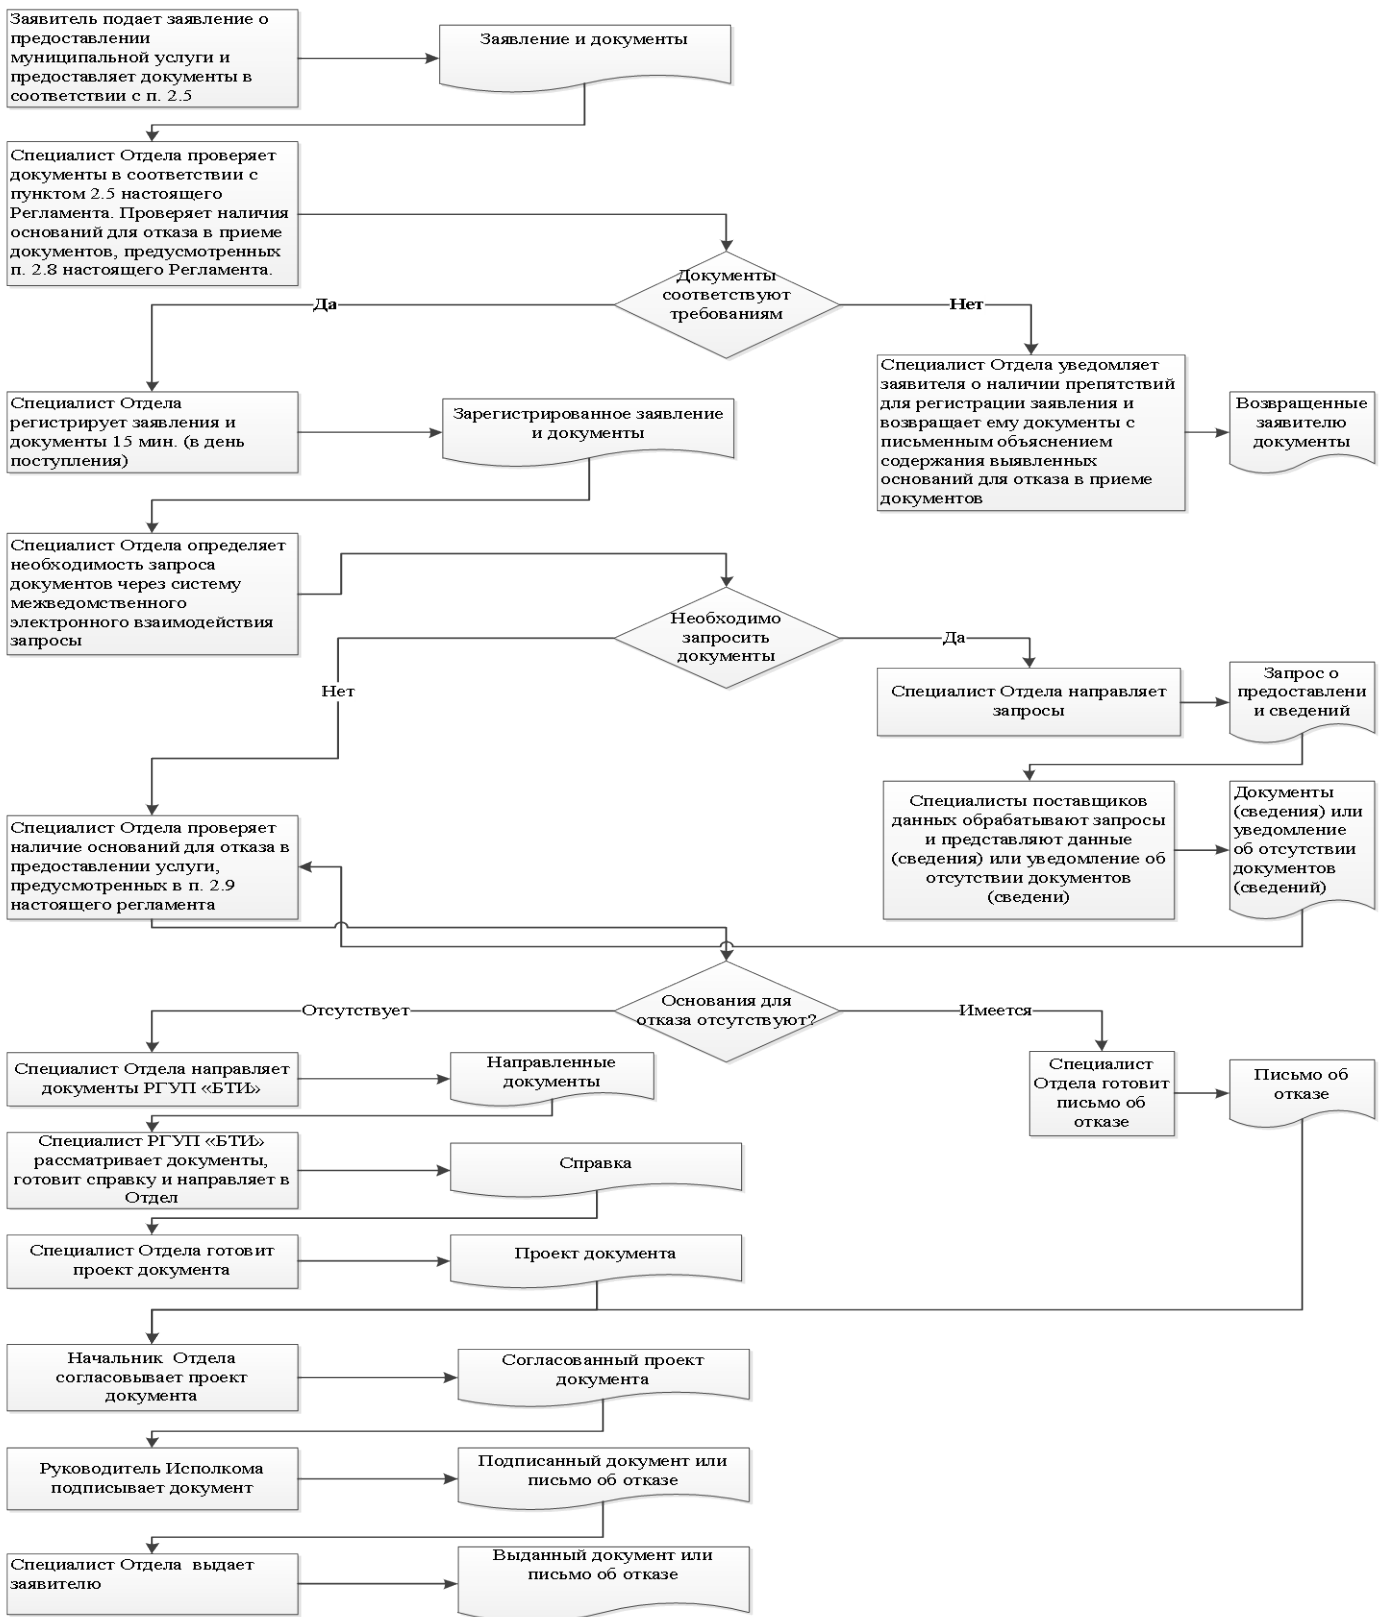 Заявитель подает заявление о
предоставлении
муниципальной услуги и
предоставляет документы в
соответствии с п. 2.5
Заявление и документы
Специалист Отдела проверяет
документы в соответствии с
пунктом 2.5 настоящего
Регламента. Проверяет наличия
оснований для отказа в приеме
документов, предусмотренных
п. 2.8 настоящего Регламента.
Документы
соответствуют
требованиям
Да
Нет
Специалист Отдела
регистрирует заявления и
документы 15 мин. (в день
поступления)
Зарегистрированное заявление
и документы
Специалист Отдела уведомляет
заявителя о наличии препятствий
для регистрации заявления и
возвращает ему документы с
письменным объяснением
содержания выявленных
оснований для отказа в приеме
документов
Возвращенные
заявителю
документы
Специалист Отдела определяет
необходимость запроса
документов через систему
межведомственного
электронного взаимодействия
запросы
Необходимо
запросить
документы
Да
Нет
Специалист Отдела направляет
запросы
Запрос о
предоставлени
и сведений
Специалисты поставщиков
данных обрабатывают запросы
и представляют данные
(сведения) или уведомление об
отсутствии документов
(сведени)
Документы
(сведения) или
уведомление
об отсутствии
документов
(сведений)
Специалист Отдела проверяет
наличие оснований для отказа в
предоставлении услуги,
предусмотренных в п. 2.9
настоящего регламента
Основания для
отказа отсутствуют?
Отсутствует
Имеется
Специалист Отдела направляет
документы РГУП «БТИ»
Направленные
документы
Специалист
Отдела готовит
письмо об
отказе
Письмо об
отказе
Специалист РГУП «БТИ»
рассматривает документы,
готовит справку и направляет в
Отдел
Справка
Специалист Отдела готовит
проект документа
Проект документа
Начальник  Отдела
согласовывает проект
документа
Согласованный проект
документа
Руководитель Исполкома
подписывает документ
Подписанный документ или
письмо об отказе
Специалист Отдела  выдает
заявителю
Выданный документ или
письмо об отказе